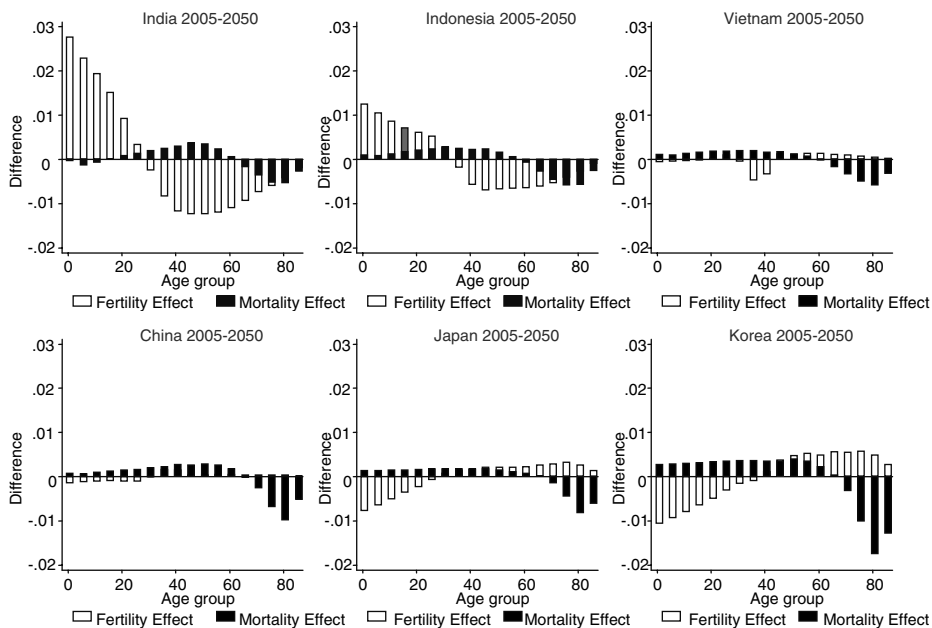 India 2005-2050
Indonesia 2005-2050
Vietnam 2005-2050
.03
.02
.01
0
-.01
-.02
Difference
0 20 40 60 80
Age group
Fertility Effect Mortality Effect
.03
.02
.01
0
-.01
-.02
Difference
0 20 40 60 80
Age group
Fertility Effect Mortality Effect
.03
.02
.01
0
-.01
-.02
Difference
0 20 40 60 80
Age group
Fertility Effect Mortality Effect
China 2005-2050
Japan 2005-2050
Korea 2005-2050
.03
.02
.01
0
-.01
-.02
Difference
0 20 40 60 80
Age group
Fertility Effect Mortality Effect
.03
.02
.01
0
-.01
-.02
Difference
0 20 40 60 80
Age group
Fertility Effect Mortality Effect
.03
.02
.01
0
-.01
-.02
Difference
0 20 40 60 80
Age group
Fertility Effect Mortality Effect